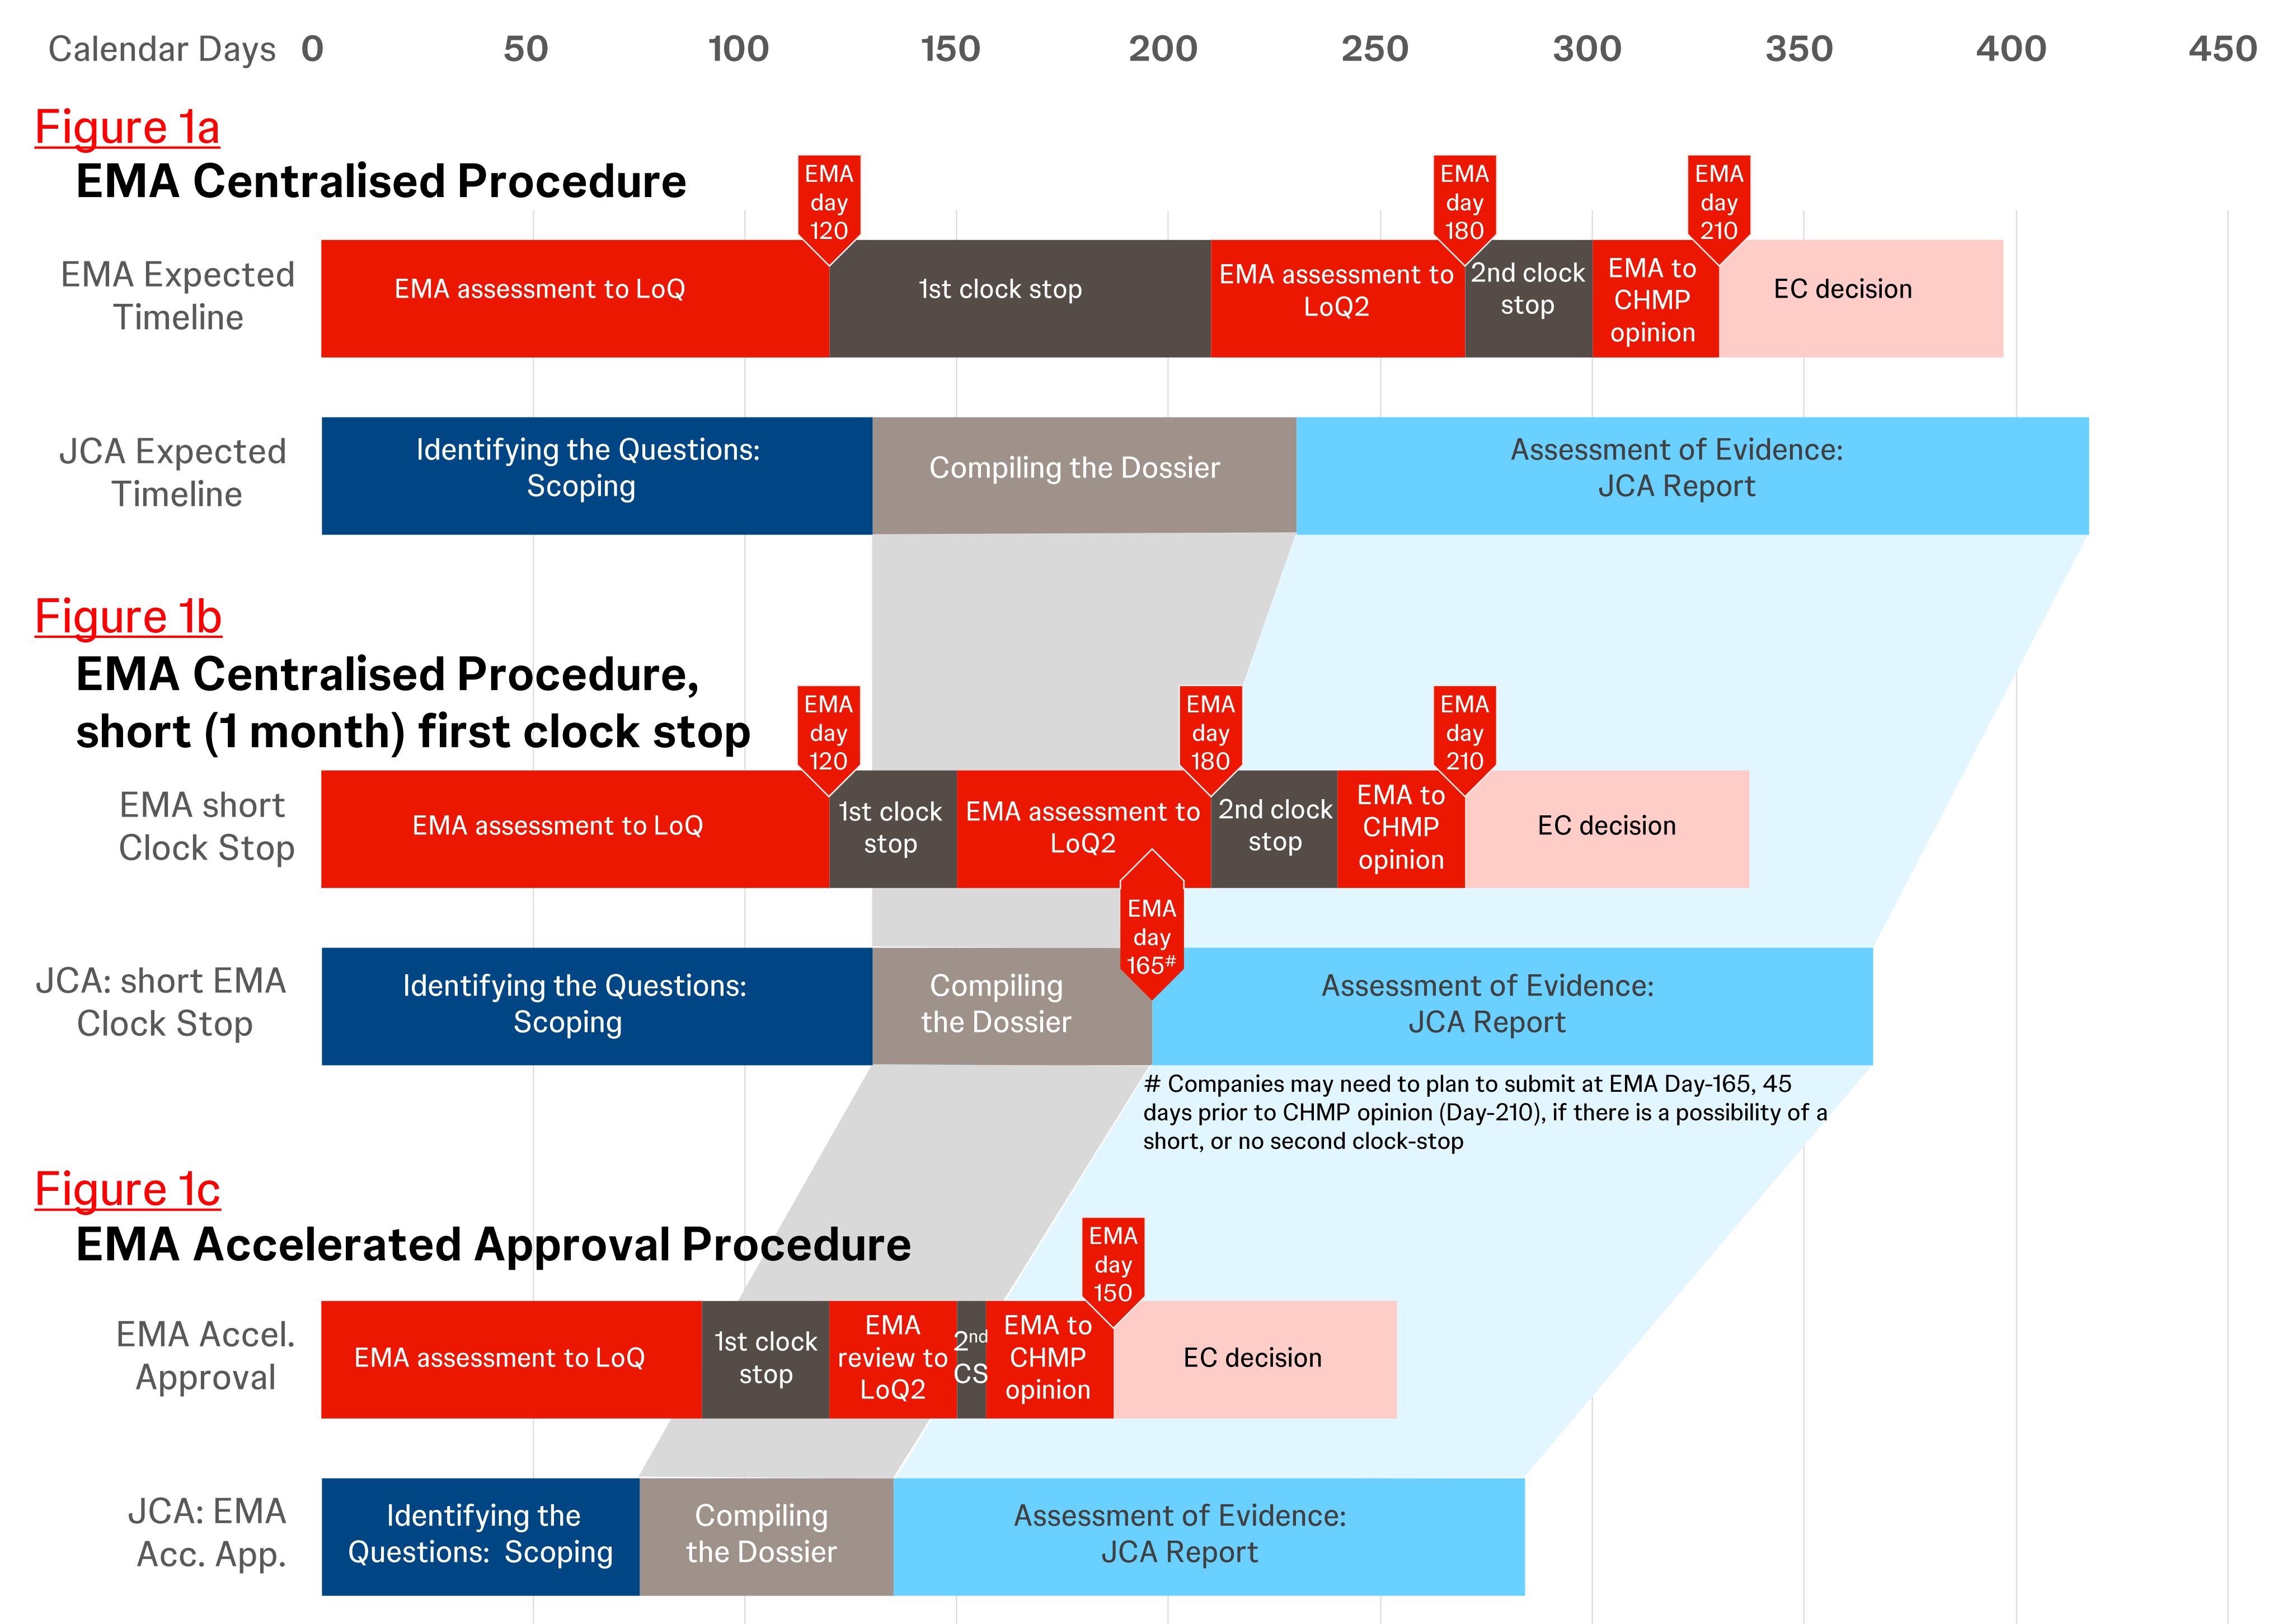 Calendar Days 0 50 100 150 200 250 300 350 400 450
Figure 1a
EMA Centralised Procedure
EMA
day
120
EMA
day
180
EMA
day
210
EMA Expected
Timeline
EMA assessment to LoQ
1st clock stop
EMA assessment to
LoQ2
2nd clock
stop
EMA to
CHMP
opinion
EC decision
JCA Expected
Timeline
Identifying the Questions:
Scoping
Compiling the Dossier
Assessment of Evidence:
JCA Report
Figure 1b
EMA Centralised Procedure,
short (1 month) first clock stop
EMA
day
120
EMA
day
180
EMA
day
210
EMA short
Clock Stop
EMA assessment to LoQ
1st clock
stop
EMA assessment to
LoQ2
2nd clock
stop
EMA to
CHMP
opinion
EC decision
EMA
day
165#
JCA: short EMA
Clock Stop
Identifying the Questions:
Scoping
Compiling
the Dossier
Assessment of Evidence:
JCA Report
# Companies may need to plan to submit at EMA Day-165, 45
days prior to CHMP opinion (Day-210), if there is a possibility of a
short, or no second clock-stop
Figure 1c
EMA Accelerated Approval Procedure
EMA
day
150
EMA Accel.
Approval
EMA assessment to LoQ
1st clock
stop
EMA
review to
LoQ2
2nd
CS
EMA to
CHMP
opinion
EC decision
JCA: EMA
Acc. App.
Identifying the
Questions: Scoping
Compiling
the Dossier
Assessment of Evidence:
JCA Report